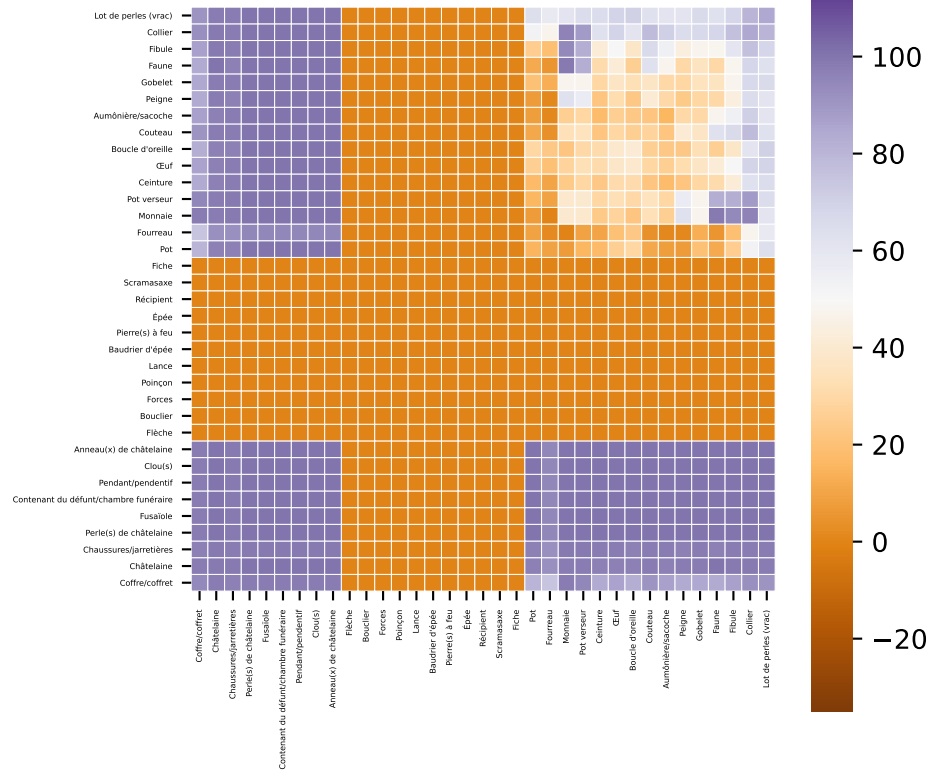 Lot de perles (vrac)
Collier
Fibule
Faune
Gobelet
Peigne
Aumônière/sacoche
Couteau
Boucle d'oreille
Œuf
Ceinture
Pot verseur
Monnaie
Fourreau
Pot
Fiche
Scramasaxe
Récipient
Épée
Pierre(s) à feu
Baudrier d'épée
Lance
Poinçon
Forces
Bouclier
Flèche
Anneau(x) de châtelaine
Clou(s)
Pendant/pendentif
Contenant du défunt/chambre funéraire
Fusaïole
Perle(s) de châtelaine
Chaussures/jarretières
Châtelaine
Coffre/coffret
Coffre/coffret
Châtelaine
Chaussures/jarretières
Perle(s) de châtelaine
Fusaïole
Contenant du défunt/chambre funéraire
Pendant/pendentif
Clou(s)
Anneau(x) de châtelaine
Flèche
Bouclier
Forces
Poinçon
Lance
Baudrier d'épée
Pierre(s) à feu
Épée
Récipient
Scramasaxe
Fiche
Pot
Fourreau
Monnaie
Pot verseur
Ceinture
Œuf
Boucle d'oreille
Couteau
Aumônière/sacoche
Peigne
Gobelet
Faune
Fibule
Collier
Lot de perles (vrac)
100
80
60
40
20
0
−20